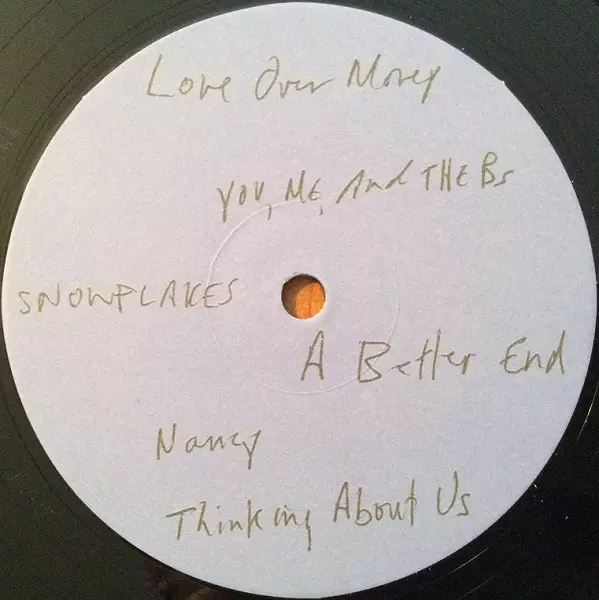 Love Over Money
YOU, ME, And THE Bs
SNOWFLAKES
A Better End
Nancy
Thinking About Us